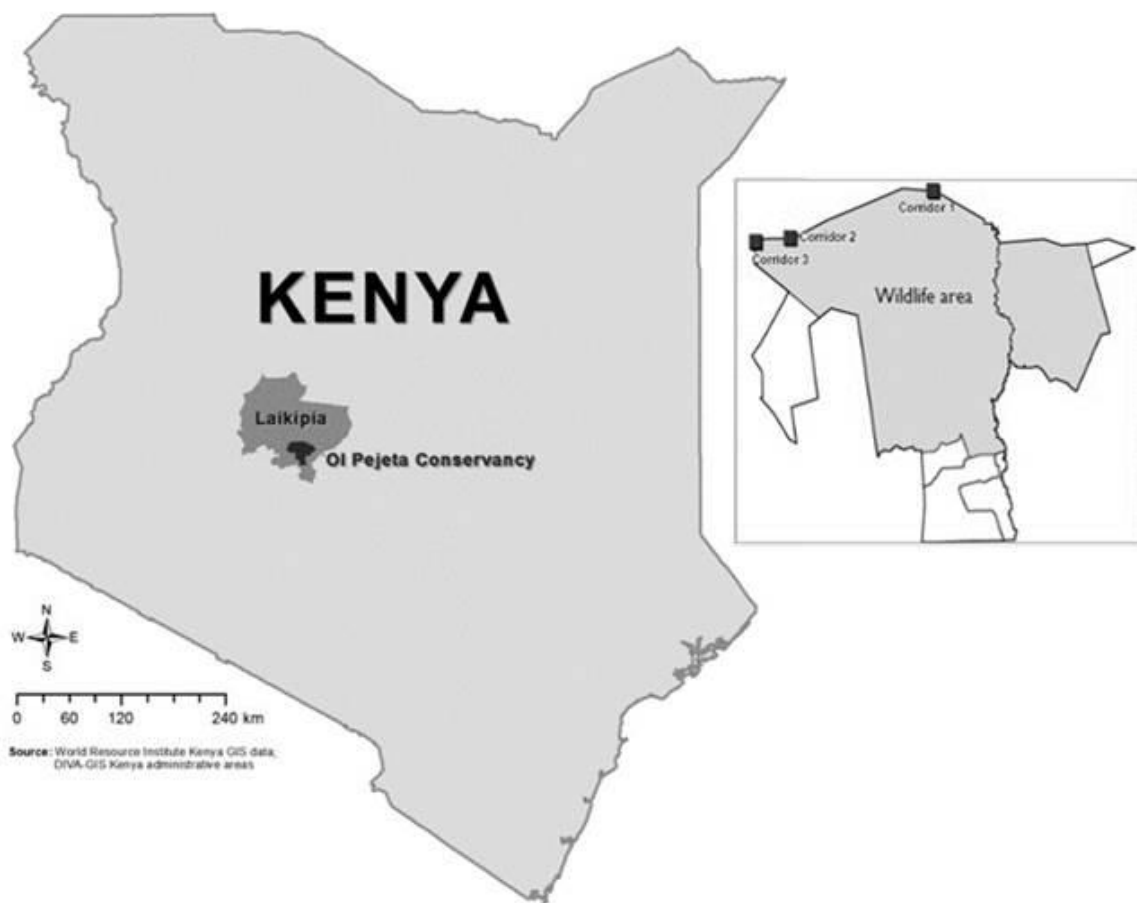 KENYA
Laikipia
Ol Pejeta Conservancy
Corridor 1
Corridor 2
Corridor 3
Wildlife area
N
W E
S
0 60 120 240 km
Source: World Resource Institute Kenya GIS data;
DIVA-GIS Kenya administrative areas